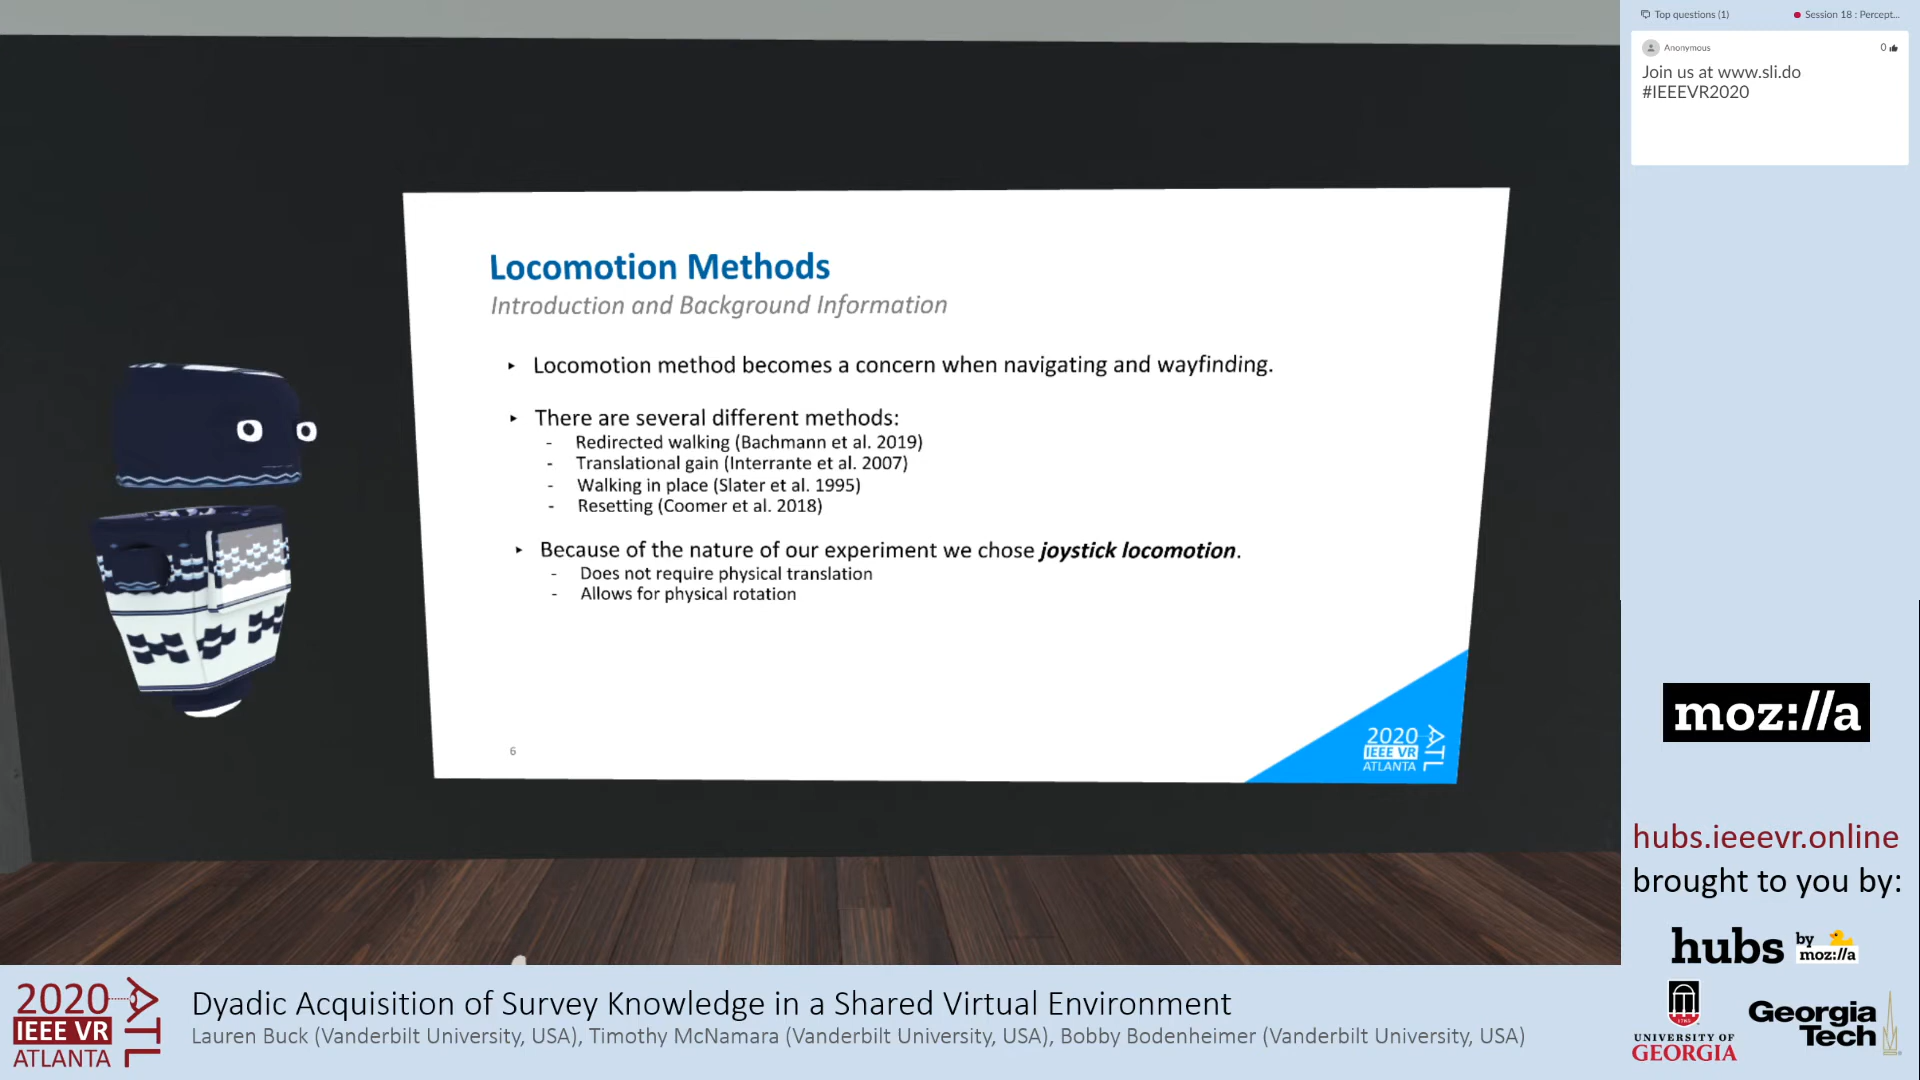 Top questions (1)
Session 18 : Percept...
Anonymous
0
Join us at www.sli.do
#IEEEVR2020
Locomotion Methods
Introduction and Background Information
‣ Locomotion method becomes a concern when navigating and wayfinding.
‣ There are several different methods:
- Redirected walking (Bachmann et al. 2019)
- Translational gain (Interrante et al. 2007)
- Walking in place (Slater et al. 1995)
- Resetting (Coomer et al. 2018)
‣ Because of the nature of our experiment we chose joystick locomotion.
- Does not require physical translation
- Allows for physical rotation
6
2020
IEEE VR
ATLANTA
ATL
moz://a
hubs.ieeevr.online
brought to you by:
hubs by moz://a
UNIVERSITY OF
GEORGIA
Georgia
Tech
2020
IEEE VR
ATLANTA
ATL
Dyadic Acquisition of Survey Knowledge in a Shared Virtual Environment
Lauren Buck (Vanderbilt University, USA), Timothy McNamara (Vanderbilt University, USA), Bobby Bodenheimer (Vanderbilt University, USA)